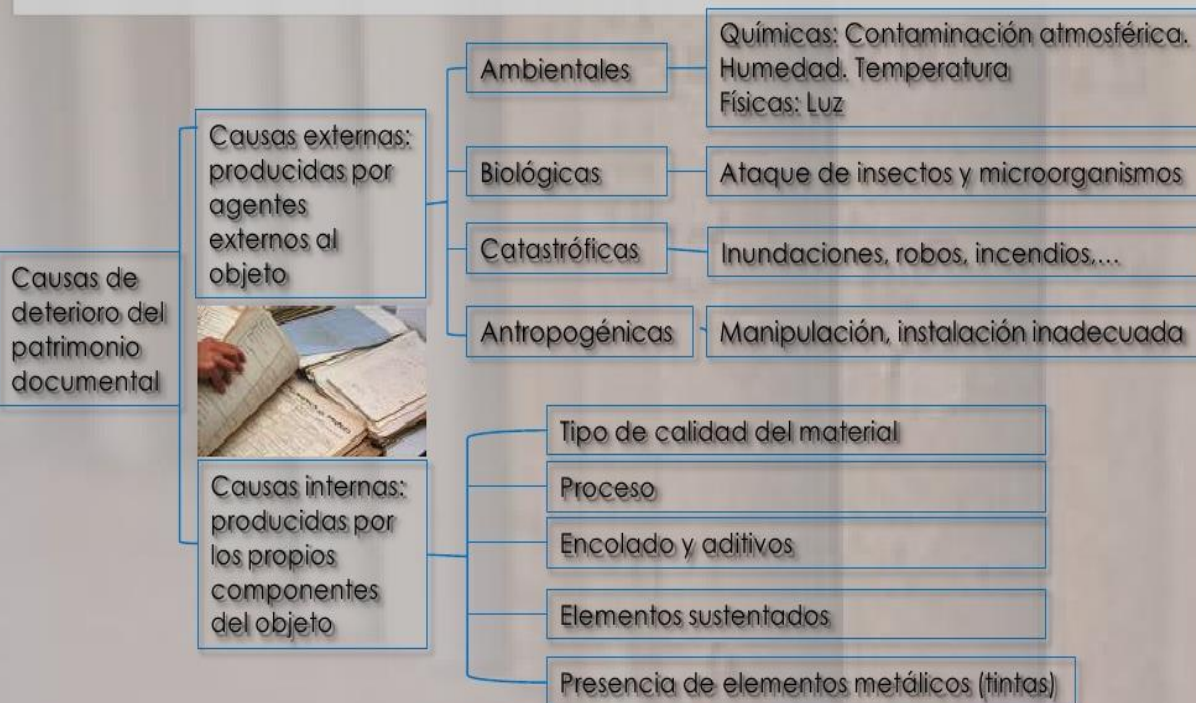 Causas de
deterioro del
patrimonio
documental
Causas externas:
producidas por
agentes
externos al
objeto
Ambientales
Químicas: Contaminación atmosférica.
Humedad. Temperatura
Físicas: Luz
Biológicas
Ataque de insectos y microorganismos
Catastróficas
Inundaciones, robos, incendios,...
Antropogénicas
Manipulación, instalación inadecuada
Causas internas:
producidas por
los propios
componentes
del objeto
Tipo de calidad del material
Proceso
Encolado y aditivos
Elementos sustentados
Presencia de elementos metálicos (tintas)